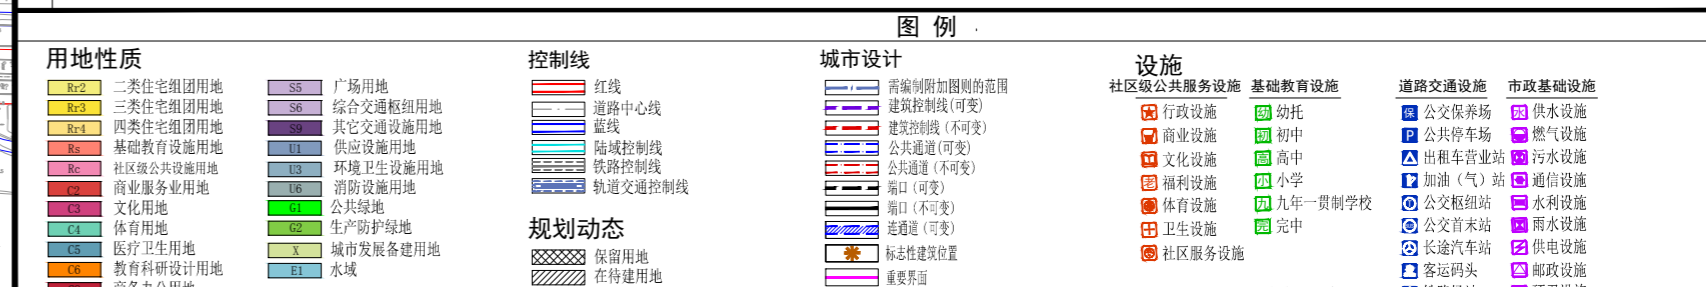 图 例
用地性质
Rr2 二类住宅组团用地
Rr3 三类住宅组团用地
Rr4 四类住宅组团用地
Rs 基础教育设施用地
Rc 社区级公共设施用地
C2 商业服务业用地
C3 文化用地
C4 体育用地
C5 医疗卫生用地
C6 教育科研设计用地
S5 广场用地
S6 综合交通枢纽用地
S9 其它交通设施用地
U1 供应设施用地
U3 环境卫生设施用地
U6 消防设施用地
G1 公共绿地
G2 生产防护绿地
X 城市发展备建用地
E1 水域
控制线
红线
道路中心线
蓝线
陆域控制线
铁路控制线
轨道交通控制线
规划动态
保留用地
在待建用地
城市设计
需编制附加图则的范围
建筑控制线(可变)
建筑控制线(不可变)
公共通道(可变)
公共通道(不可变)
端口(可变)
端口(不可变)
连通道(可变)
标志性建筑位置
重要界面
设施
社区级公共服务设施
行政设施
商业设施
文化设施
老 福利设施
体育设施
卫生设施
社区服务设施
基础教育设施
幼 幼托
初 初中
高 高中
小 小学
九 九年一贯制学校
完 完中
道路交通设施
保 公交保养场
P 公共停车场
出租车营业站
加油（气）站
公交枢纽站
公交首末站
长途汽车站
客运码头
市政基础设施
水 供水设施
燃气设施
污水设施
通信设施
水利设施
雨水设施
供电设施
邮政设施